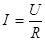 I = U/R